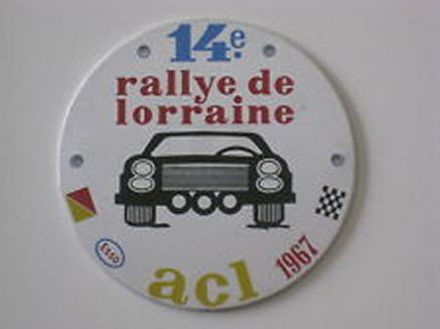 14e.
rallye de
lorraine
ESSO
acl
1967